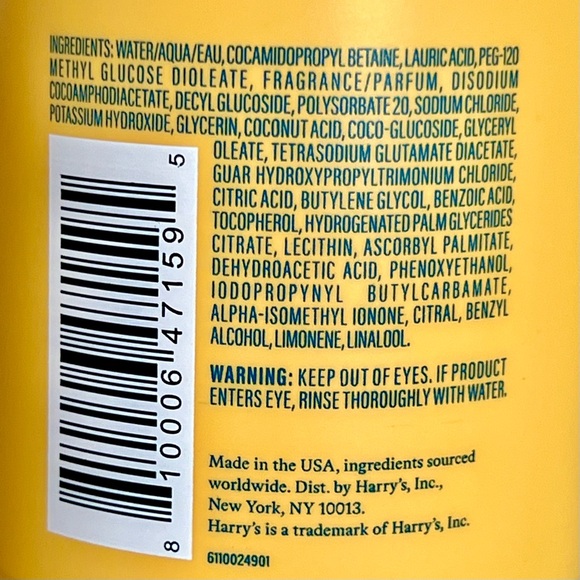 INGREDIENTS: WATER/AQUA/EAU, COCAMIDOPROPYL BETAINE, LAURIC ACID, PEG-120
METHYL GLUCOSE DIOLEATE, FRAGRANCE/PARFUM, DISODIUM
COCOAMPHODIACETATE, DECYL GLUCOSIDE, POLYSORBATE 20, SODIUM CHLORIDE,
POTASSIUM HYDROXIDE, GLYCERIN, COCONUT ACID, COCO-GLUCOSIDE, GLYCERYL
OLEATE, TETRASODIUM GLUTAMATE DIACETATE,
GUAR HYDROXYPROPYLTRIMONIUM CHLORIDE,
CITRIC ACID, BUTYLENE GLYCOL, BENZOIC ACID,
TOCOPHEROL, HYDROGENATED PALM GLYCERIDES
CITRATE, LECITHIN, ASCORBYL PALMITATE,
DEHYDROACETIC ACID, PHENOXYETHANOL,
IODOPROPYNYL BUTYLCARBAMATE,
ALPHA-ISOMETHYL IONONE, CITRAL, BENZYL
ALCOHOL, LIMONENE, LINALOOL.
WARNING: KEEP OUT OF EYES. IF PRODUCT
ENTERS EYE, RINSE THOROUGHLY WITH WATER.
Made in the USA, ingredients sourced
worldwide. Dist. by Harry's, Inc.,
New York, NY 10013.
Harry's is a trademark of Harry's, Inc.
6110024901
8 10006 47159 5